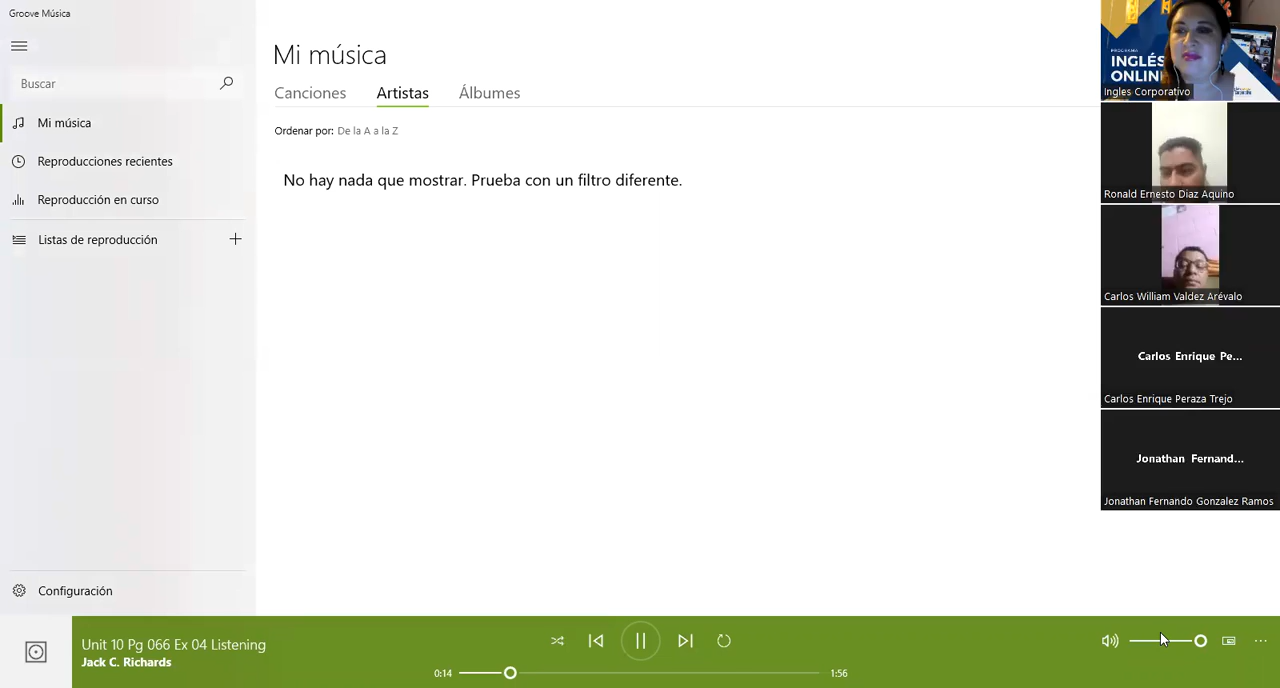 Groove Música
Buscar
Mi música
Reproducciones recientes
Reproducción en curso
Listas de reproducción
Configuración
Mi música
Canciones Artistas Álbumes
Ordenar por: De la A a la Z
No hay nada que mostrar. Prueba con un filtro diferente.
PROGRAMA
INGLÉS
ONLIN
Ingles Corporativo
Ronald Ernesto Diaz Aquino
Carlos William Valdez Arévalo
Carlos Enrique Pe...
Carlos Enrique Peraza Trejo
Jonathan Fernand...
Jonathan Fernando Gonzalez Ramos
Unit 10 Pg 066 Ex 04 Listening
Jack C. Richards
0:14
1:56